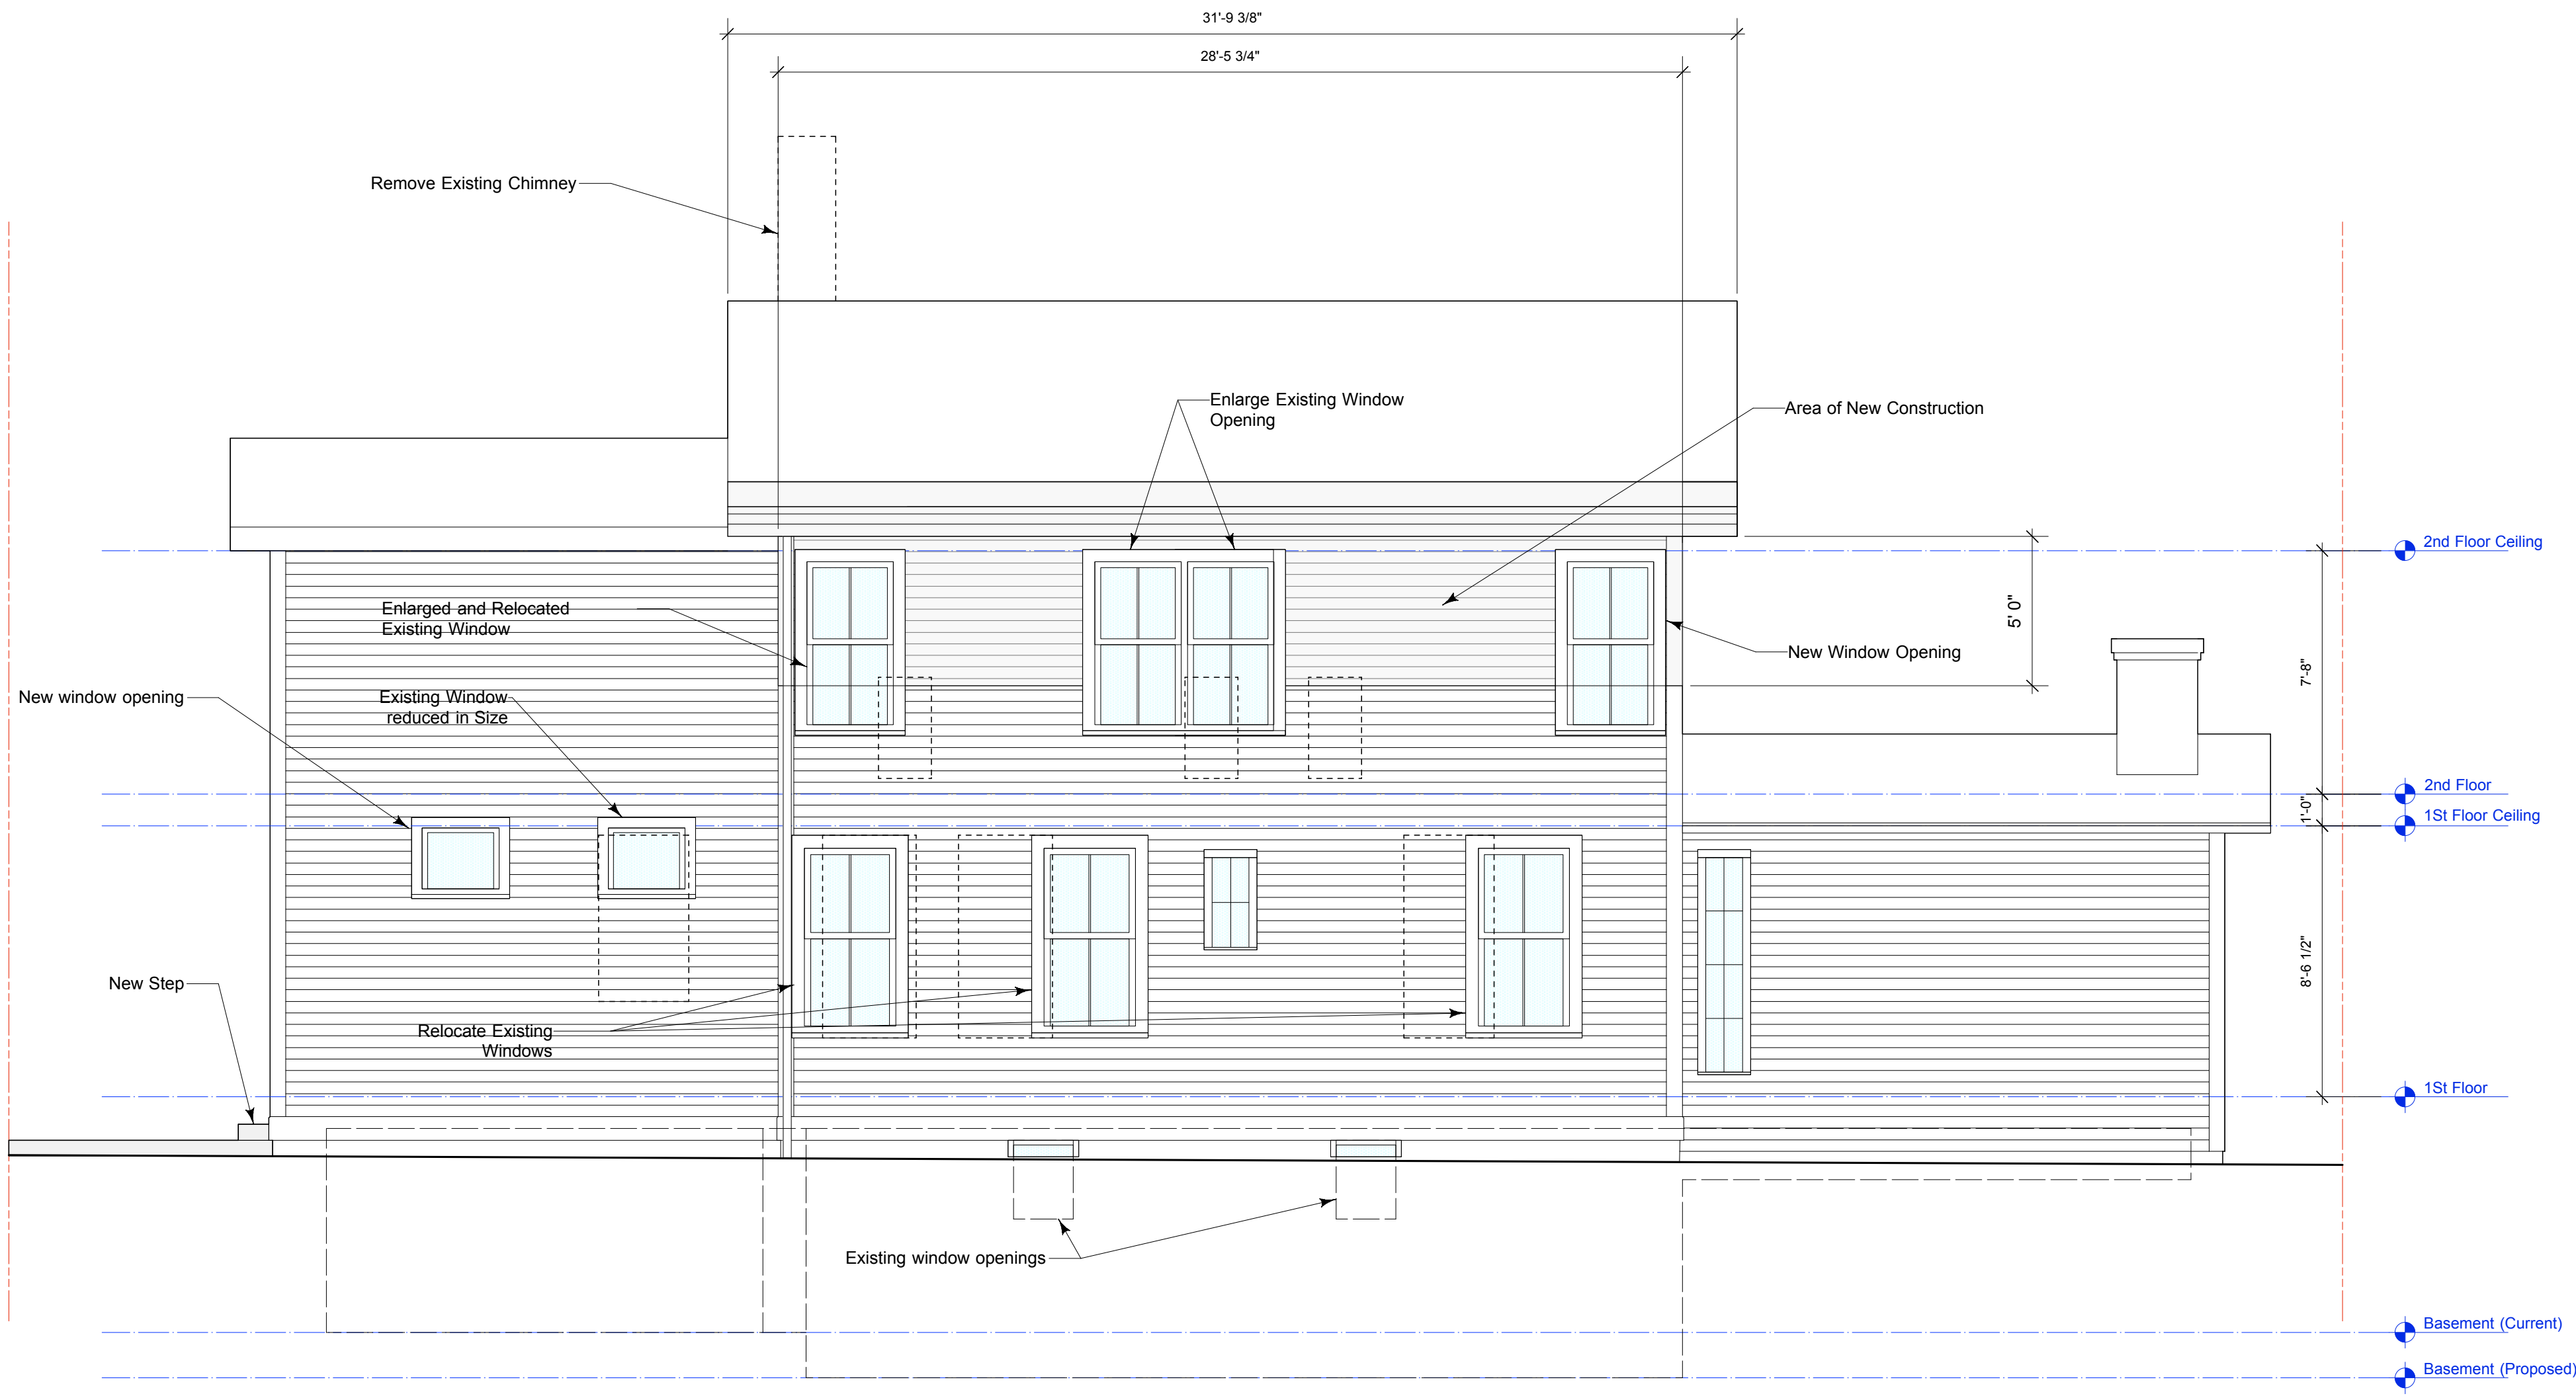 31'-9 3/8"
28'-5 3/4"
Remove Existing Chimney
Enlarge Existing Window
Opening
Area of New Construction
2nd Floor Ceiling
5' 0"
Enlarged and Relocated
Existing Window
New Window Opening
7'-8"
New window opening
Existing Window
reduced in Size
2nd Floor
1'-0"
1St Floor Ceiling
8'-6 1/2"
New Step
Relocate Existing
Windows
1St Floor
Existing window openings
Basement (Current)
Basement (Proposed)